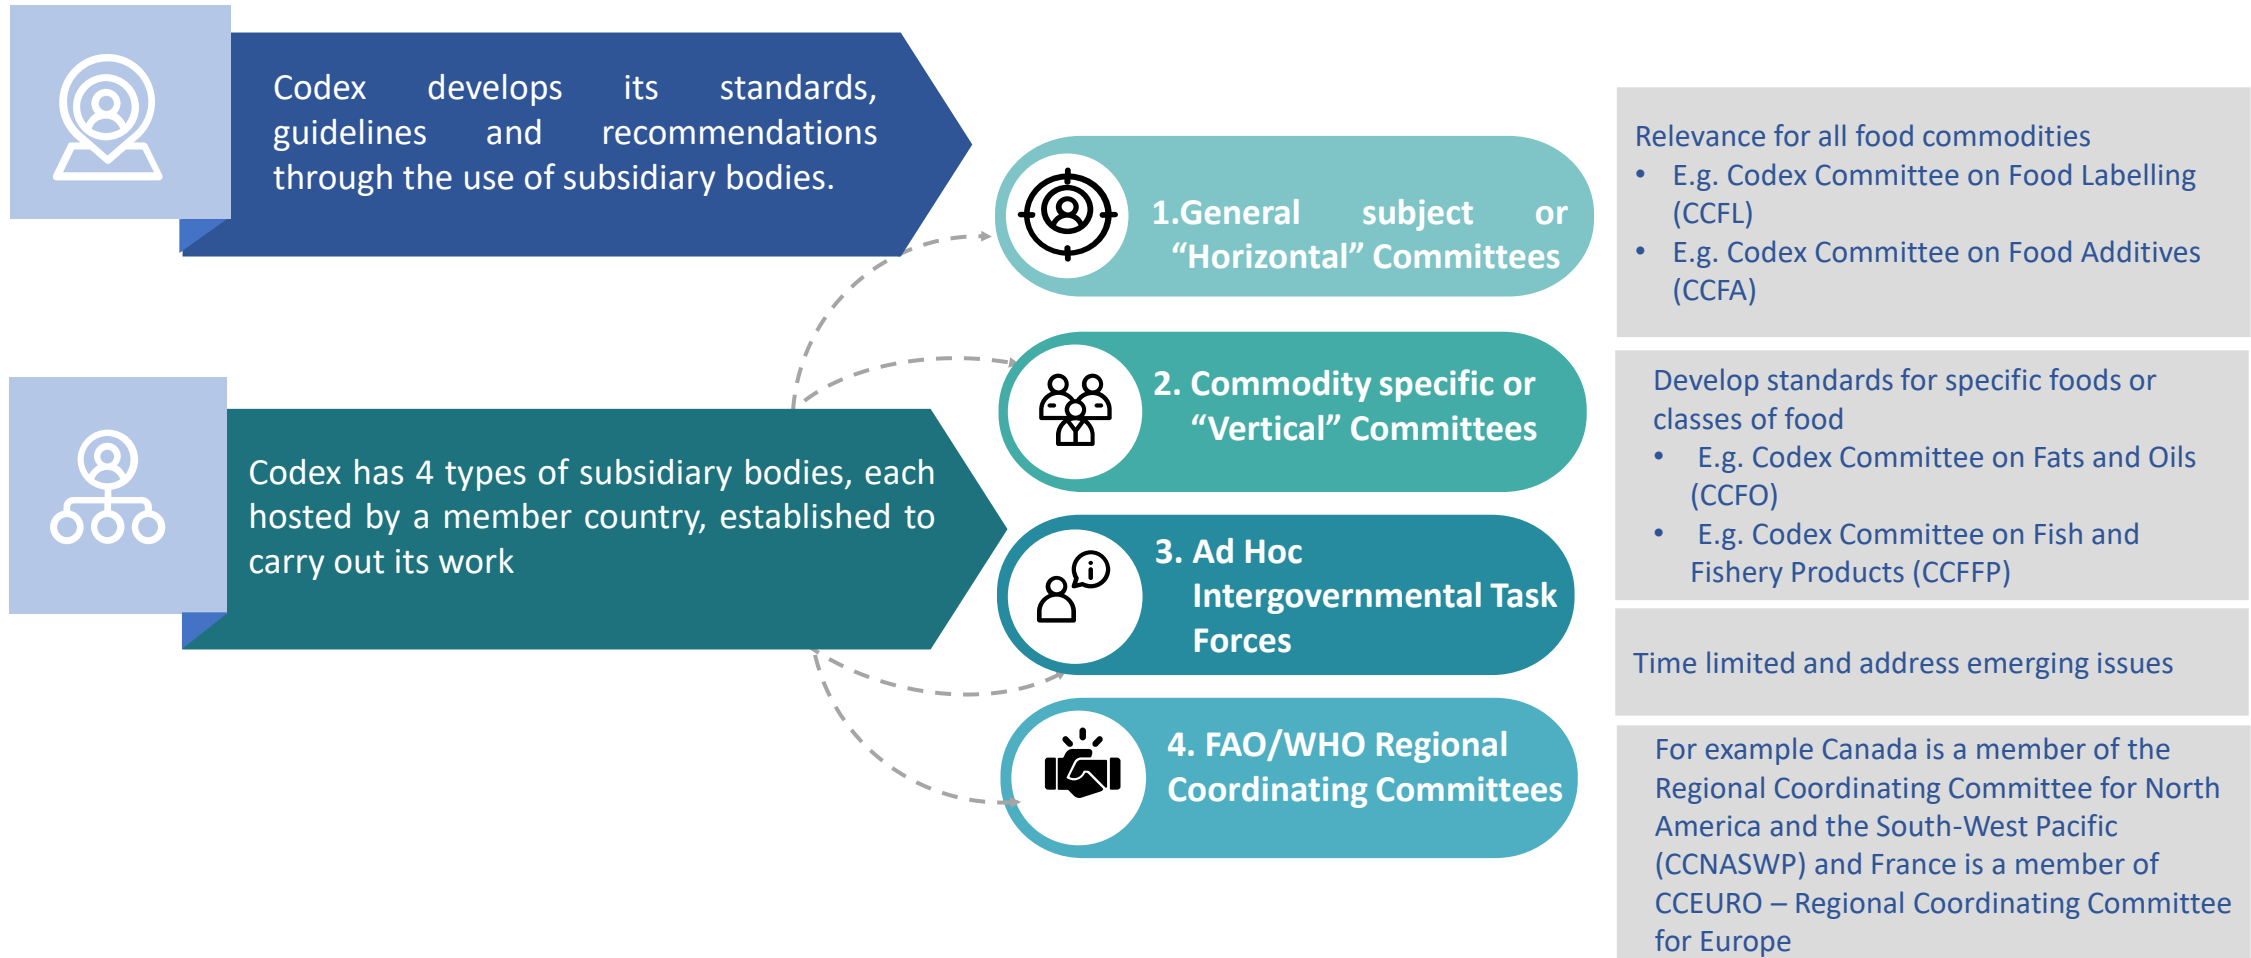 Codex develops its standards,
guidelines and recommendations
through the use of subsidiary bodies.
Codex has 4 types of subsidiary bodies, each
hosted by a member country, established to
carry out its work
1.General subject or
“Horizontal” Committees
Relevance for all food commodities
• E.g. Codex Committee on Food Labelling
(CCFL)
• E.g. Codex Committee on Food Additives
(CCFA)
2. Commodity specific or
“Vertical” Committees
Develop standards for specific foods or
classes of food
• E.g. Codex Committee on Fats and Oils
(CCFO)
• E.g. Codex Committee on Fish and
Fishery Products (CCFFP)
3. Ad Hoc
Intergovernmental Task
Forces
Time limited and address emerging issues
4. FAO/WHO Regional
Coordinating Committees
For example Canada is a member of the
Regional Coordinating Committee for North
America and the South-West Pacific
(CCNASWP) and France is a member of
CCEURO – Regional Coordinating Committee
for Europe